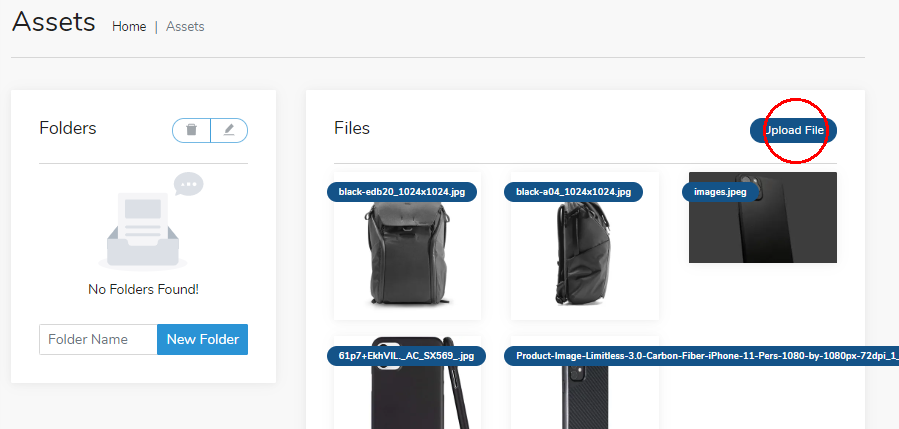 Assets Home | Assets
Folders
No Folders Found!
Folder Name New Folder
Files Upload File
black-edb20_1024x1024.jpg black-a04_1024x1024.jpg images.jpeg
61p7+EkhVIL._AC_SX569_.jpg Product-Image-Limitless-3.0-Carbon-Fiber-iPhone-11-Pers-1080-by-1080px-72dpi_1_